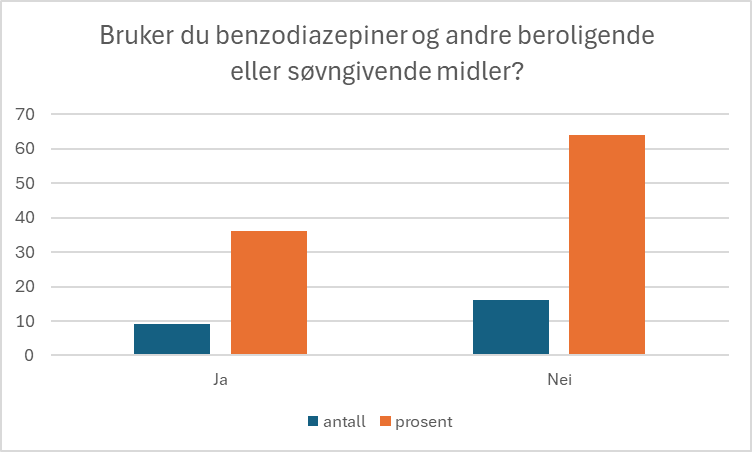 Bruker du benzodiazepiner og andre beroligende
eller søvngivende midler?
70
60
50
40
30
20
10
0
Ja
Nei
antall
prosent